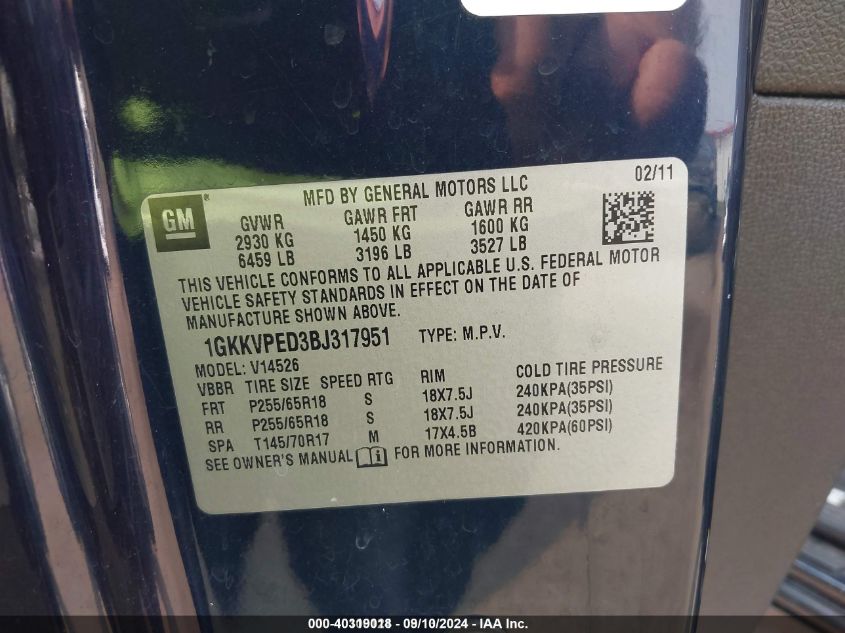 02/11
MFD BY GENERAL MOTORS LLC
GM ®
GVWR GAWR FRT GAWR RR
2930 KG 1450 KG 1600 KG
6459 LB 3196 LB 3527 LB
THIS VEHICLE CONFORMS TO ALL APPLICABLE U.S. FEDERAL MOTOR
VEHICLE SAFETY STANDARDS IN EFFECT ON THE DATE OF
MANUFACTURE SHOWN ABOVE.
1GKKVPED3BJ317951 TYPE: M.P.V.
MODEL: V14526
VBBR TIRE SIZE SPEED RTG RIM COLD TIRE PRESSURE
FRT P255/65R18 S 18X7.5J 240KPA(35PSI)
RR P255/65R18 S 18X7.5J 240KPA(35PSI)
SPA T145/70R17 M 17X4.5B 420KPA(60PSI)
SEE OWNER'S MANUAL FOR MORE INFORMATION.
000-40319018 - 09/10/2024 - IAA Inc.